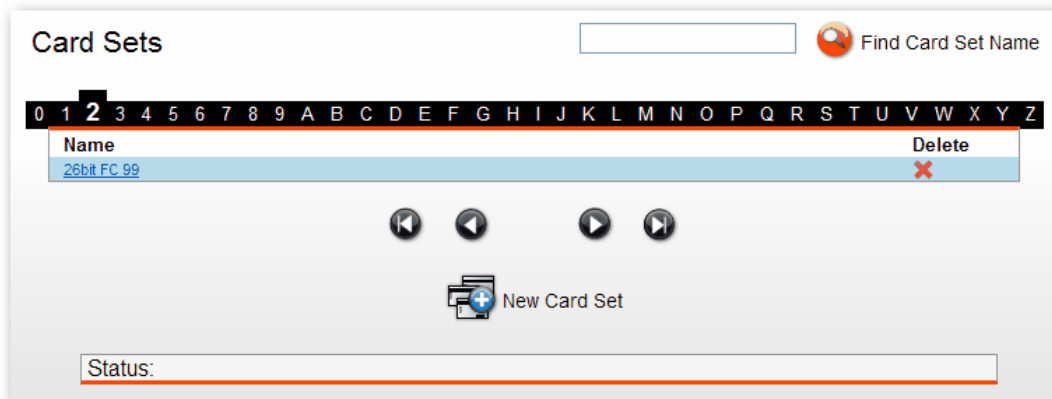 Card Sets
Find Card Set Name
0 1 2 3 4 5 6 7 8 9 A B C D E F G H I J K L M N O P Q R S T U V W X Y Z
Name Delete
26bit FC 99
New Card Set
Status: